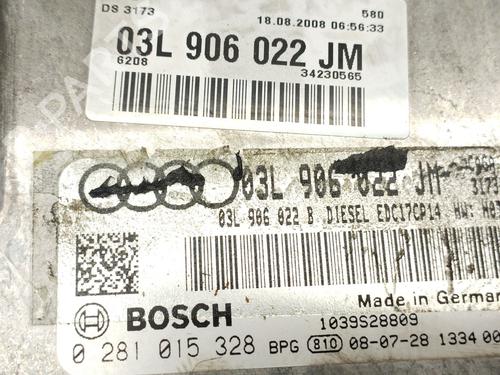 DS 3173 580
18.08.2008 06:56:33
03L 906 022 JM
6208 34230565
03L 906 022 JM
03L 906 022 B DIESEL EDC17CP14 HW:
Made in German
BOSCH 1039S28809
0 281 015 328 BPG 810 08-07-28 1334